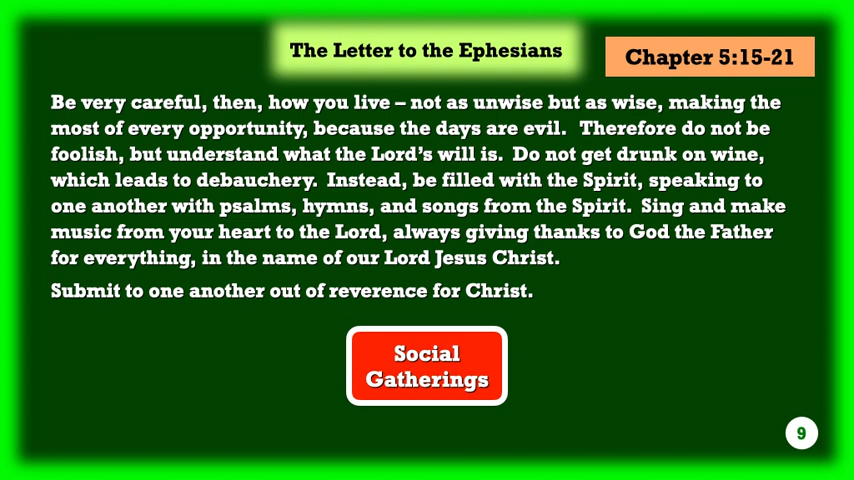 The Letter to the Ephesians
Chapter 5:15-21
Be very careful, then, how you live – not as unwise but as wise, making the
most of every opportunity, because the days are evil.  Therefore do not be
foolish, but understand what the Lord’s will is.  Do not get drunk on wine,
which leads to debauchery.  Instead, be filled with the Spirit, speaking to
one another with psalms, hymns, and songs from the Spirit.  Sing and make
music from your heart to the Lord, always giving thanks to God the Father
for everything, in the name of our Lord Jesus Christ.
Submit to one another out of reverence for Christ.
Social
Gatherings
9